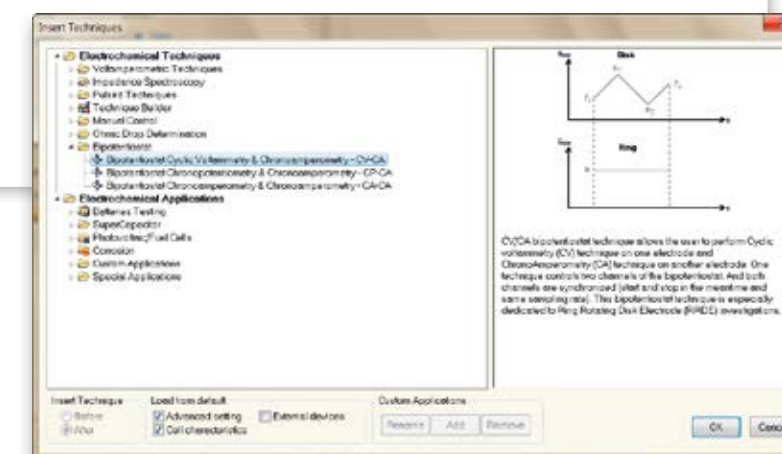 Insert Techniques
Electrochemical Techniques
Voltamperometric Techniques
Impedance Spectroscopy
Pulsed Techniques
Technique Builder
Manual Control
Ohmic Drop Determination
Bipotentiostat
Bipotentiostat Cyclic Voltammetry & Chronoamperometry - CV-CA
Bipotentiostat Chronopotentiometry & Chronoamperometry - CP-CA
Bipotentiostat Chronoamperometry & Chronoamperometry - CA-CA
Electrochemical Applications
Batteries Testing
SuperCapacitor
Photovoltaic/Fuel Cells
Corrosion
Custom Applications
Special Applications
Disk
t
Ring
t
CV/CA bipotentiostat technique allows the user to perform Cyclic
voltammetry (CV) technique on one electrode and
ChronoAmperometry (CA) technique on another electrode. One
technique controls two channels of the bipotentiostat. And both
channels are synchronized (start and stop in the meantime and
same sampling rate). This bipotentiostat technique is especially
dedicated to Ring Rotating Disk Electrode (RRDE) investigations.
Insert Technique
Before
After
Load from default
Advanced setting
External devices
Cell characteristics
Custom Applications
Rename
Add
Remove
OK
Canc